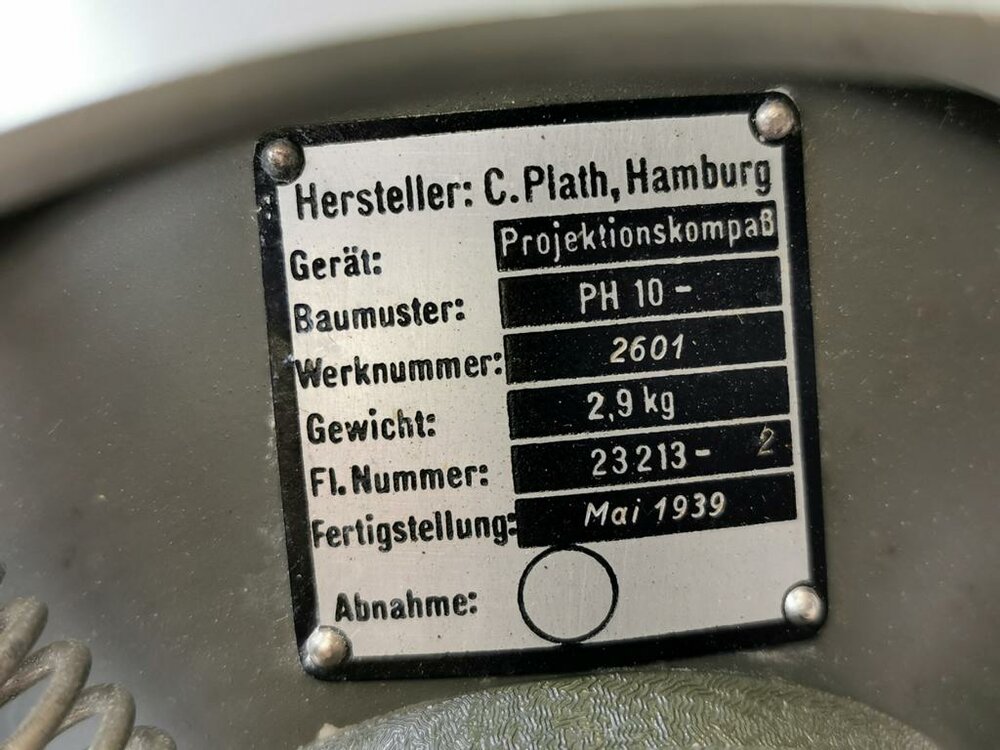 Hersteller: C. Plath, Hamburg
Gerät: Projektionskompaß
Baumuster: PH 10 -
Werknummer: 2601
Gewicht: 2,9 kg
Fl. Nummer: 23213 - 2
Fertigstellung: Mai 1939
Abnahme: